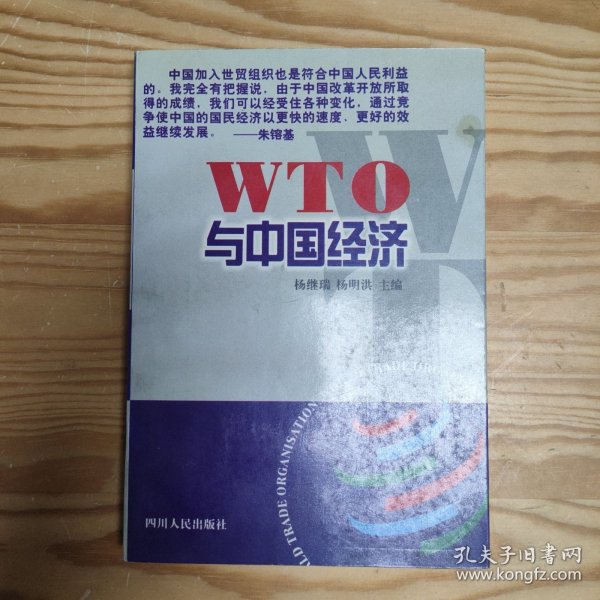 中国加入世贸组织也是符合中国人民利益
的。我完全有把握说，由于中国改革开放所取
得的成绩，我们可以经受住各种变化，通过竞
争使中国的国民经济以更快的速度，更好的效
益继续发展。 ——朱镕基
WTO
与中国经济
杨继瑞 杨明洪 主编
W
T
LD TRADE ORGANISATION
TRADE ORG
四川人民出版社
孔夫子旧书网
www.kongfz.com